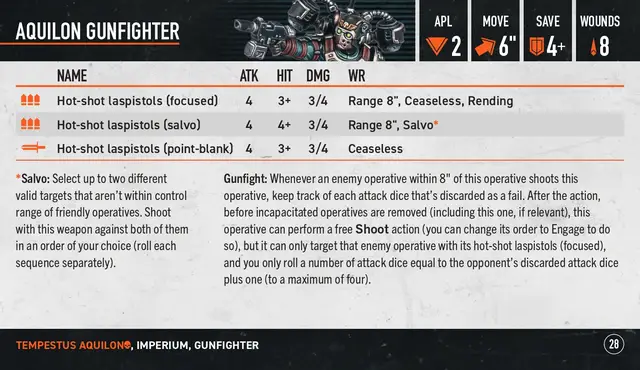 AQUILON GUNFIGHTER
APL
2
MOVE
6"
SAVE
4+
WOUNDS
8
NAME ATK HIT DMG WR
Hot-shot laspistols (focused) 4 3+ 3/4 Range 8", Ceaseless, Rending
Hot-shot laspistols (salvo) 4 4+ 3/4 Range 8", Salvo*
Hot-shot laspistols (point-blank) 4 3+ 3/4 Ceaseless
*Salvo: Select up to two different
valid targets that aren't within control
range of friendly operatives. Shoot
with this weapon against both of them
in an order of your choice (roll each
sequence separately).
Gunfight: Whenever an enemy operative within 8" of this operative shoots this
operative, keep track of each attack dice that's discarded as a fail. After the action,
before incapacitated operatives are removed (including this one, if relevant), this
operative can perform a free Shoot action (you can change its order to Engage to do
so), but it can only target that enemy operative with its hot-shot laspistols (focused),
and you only roll a number of attack dice equal to the opponent's discarded attack dice
plus one (to a maximum of four).
TEMPESTUS AQUILON, IMPERIUM, GUNFIGHTER
28